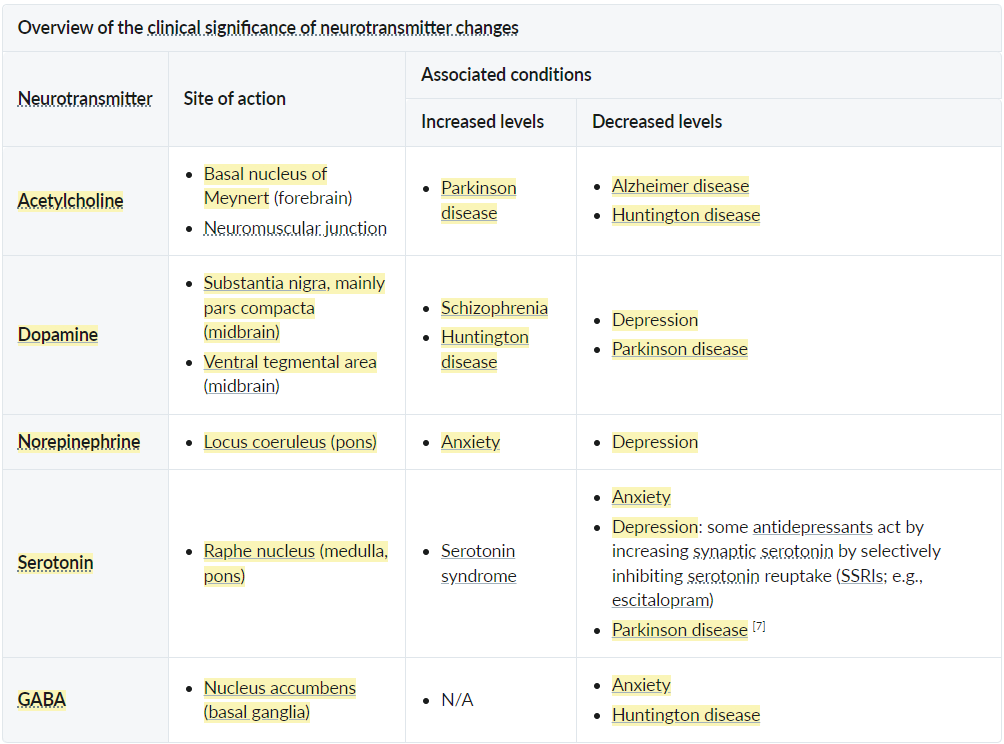 Overview of the clinical significance of neurotransmitter changes
Neurotransmitter
Site of action
Associated conditions
Increased levels
Decreased levels
Acetylcholine
• Basal nucleus of
Meynert (forebrain)
• Neuromuscular junction
• Parkinson
disease
• Alzheimer disease
• Huntington disease
Dopamine
• Substantia nigra, mainly
pars compacta
(midbrain)
• Ventral tegmental area
(midbrain)
• Schizophrenia
• Huntington
disease
• Depression
• Parkinson disease
Norepinephrine
• Locus coeruleus (pons)
• Anxiety
• Depression
Serotonin
• Raphe nucleus (medulla,
pons)
• Serotonin
syndrome
• Anxiety
• Depression: some antidepressants act by
increasing synaptic serotonin by selectively
inhibiting serotonin reuptake (SSRIs; e.g.,
escitalopram)
• Parkinson disease [7]
GABA
• Nucleus accumbens
(basal ganglia)
• N/A
• Anxiety
• Huntington disease